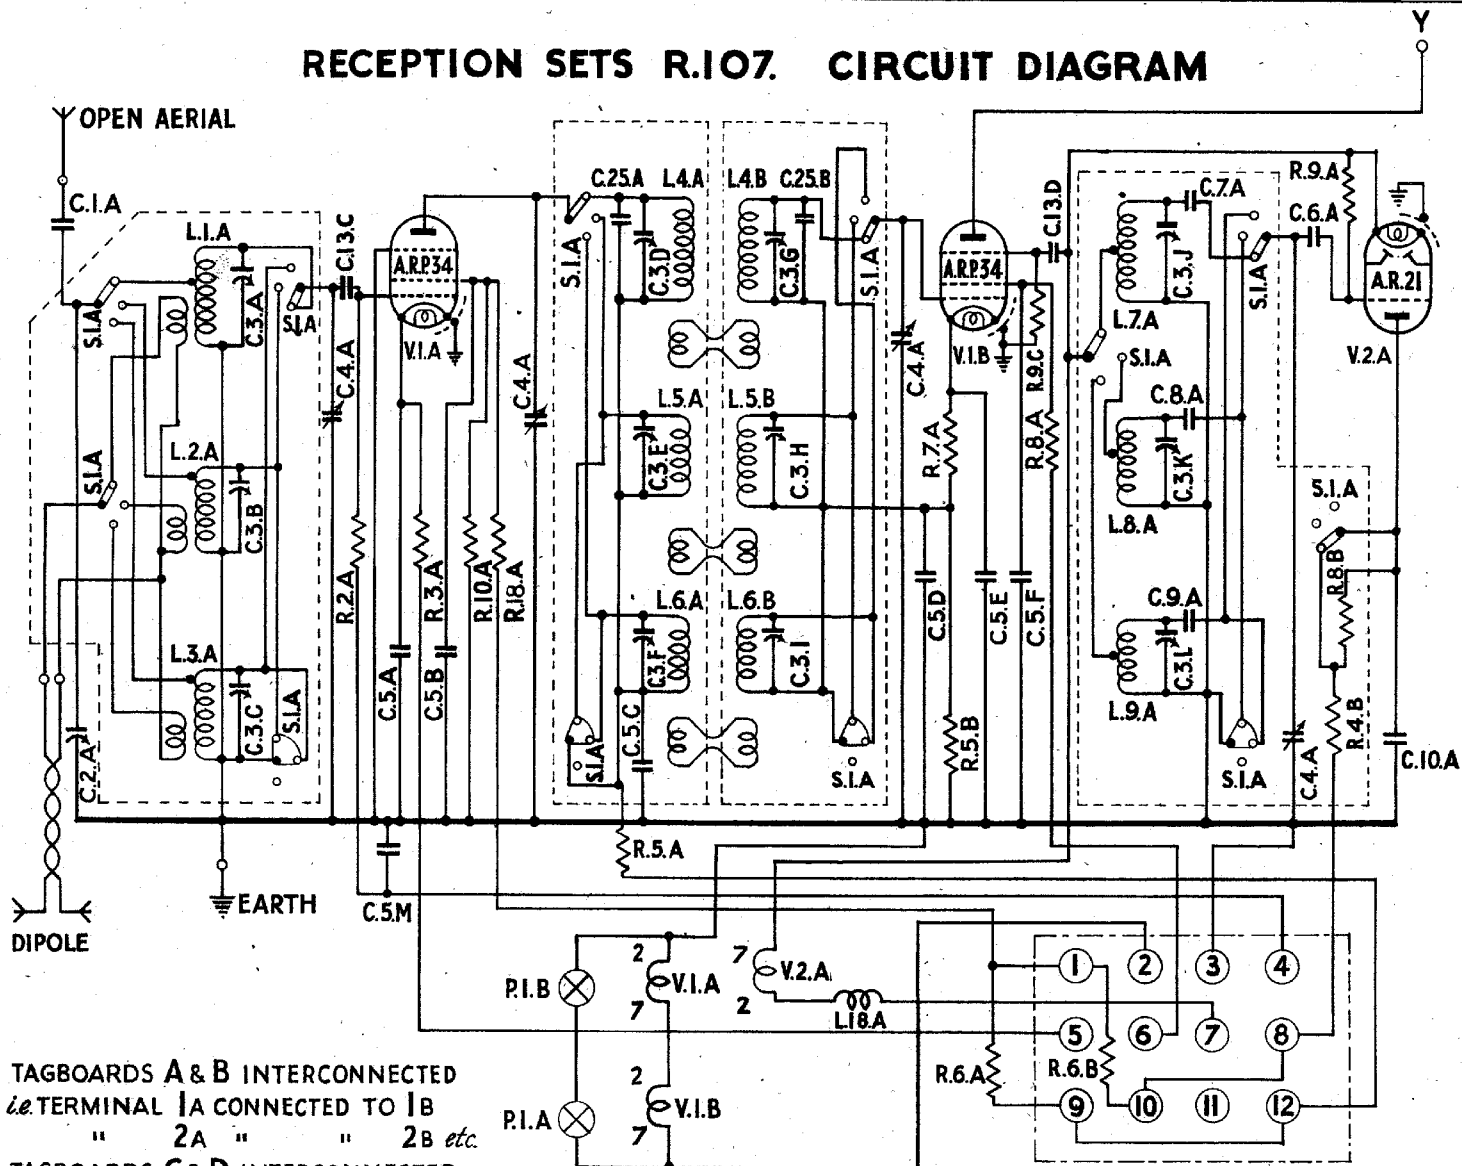 Y
RECEPTION SETS R.107. CIRCUIT DIAGRAM
OPEN AERIAL
C.1.A
L.1.A
C.3.A
S.1.A
S.1.A
C.13.C
C.4.A
A.R.P.34
V.1.A
C.4.A
S.1.A
C.25.A
L.4.A
C.3.D
L.4.B
C.25.B
C.3.G
S.1.A
C.4.A
A.R.P.34
V.1.B
C.13.D
R.9.C
R.8.A
R.7.A
C.7.A
C.3.J
L.7.A
S.1.A
S.1.A
C.6.A
R.9.A
A.R.21
V.2.A
S.1.A
L.2.A
C.3.B
L.5.A
C.3.E
L.5.B
C.3.H
C.8.A
C.3.K
L.8.A
S.1.A
R.8.B
R.2.A
R.3.A
R.10.A
R.18.A
C.5.A
C.5.B
L.3.A
C.3.C
S.1.A
C.2.A
L.6.A
C.3.F
C.5.C
S.1.A
L.6.B
C.3.I
S.1.A
C.5.D
C.5.E
C.5.F
R.5.B
C.9.A
C.3.L
L.9.A
S.1.A
C.4.A
R.4.B
C.10.A
R.5.A
C.5.M
EARTH
DIPOLE
P.1.B
2
V.1.A
7
7
V.2.A
2
L.18.A
1 2 3 4
5 6 7 8
R.6.A
R.6.B
9 10 11 12
P.1.A
2
V.1.B
7
TAGBOARDS A & B INTERCONNECTED
i.e. TERMINAL 1A CONNECTED TO 1B
" 2A " " 2B etc.
TAGBOARDS C & D INTERCONNECTED